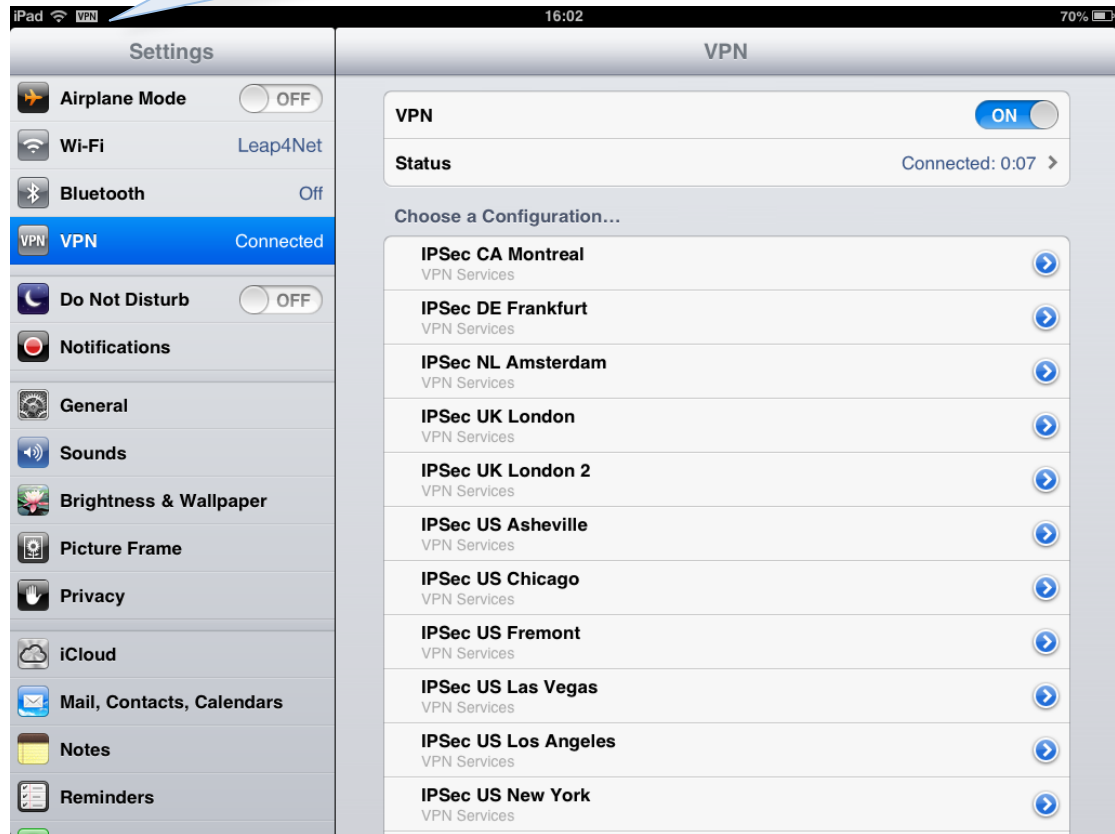 iPad VPN 16:02 70%
Settings
VPN
Airplane Mode OFF
Wi-Fi Leap4Net
Bluetooth Off
VPN VPN Connected
Do Not Disturb OFF
Notifications
General
Sounds
Brightness & Wallpaper
Picture Frame
Privacy
iCloud
Mail, Contacts, Calendars
Notes
Reminders
VPN ON
Status Connected: 0:07
Choose a Configuration...
IPSec CA Montreal
VPN Services
IPSec DE Frankfurt
VPN Services
IPSec NL Amsterdam
VPN Services
IPSec UK London
VPN Services
IPSec UK London 2
VPN Services
IPSec US Asheville
VPN Services
IPSec US Chicago
VPN Services
IPSec US Fremont
VPN Services
IPSec US Las Vegas
VPN Services
IPSec US Los Angeles
VPN Services
IPSec US New York
VPN Services